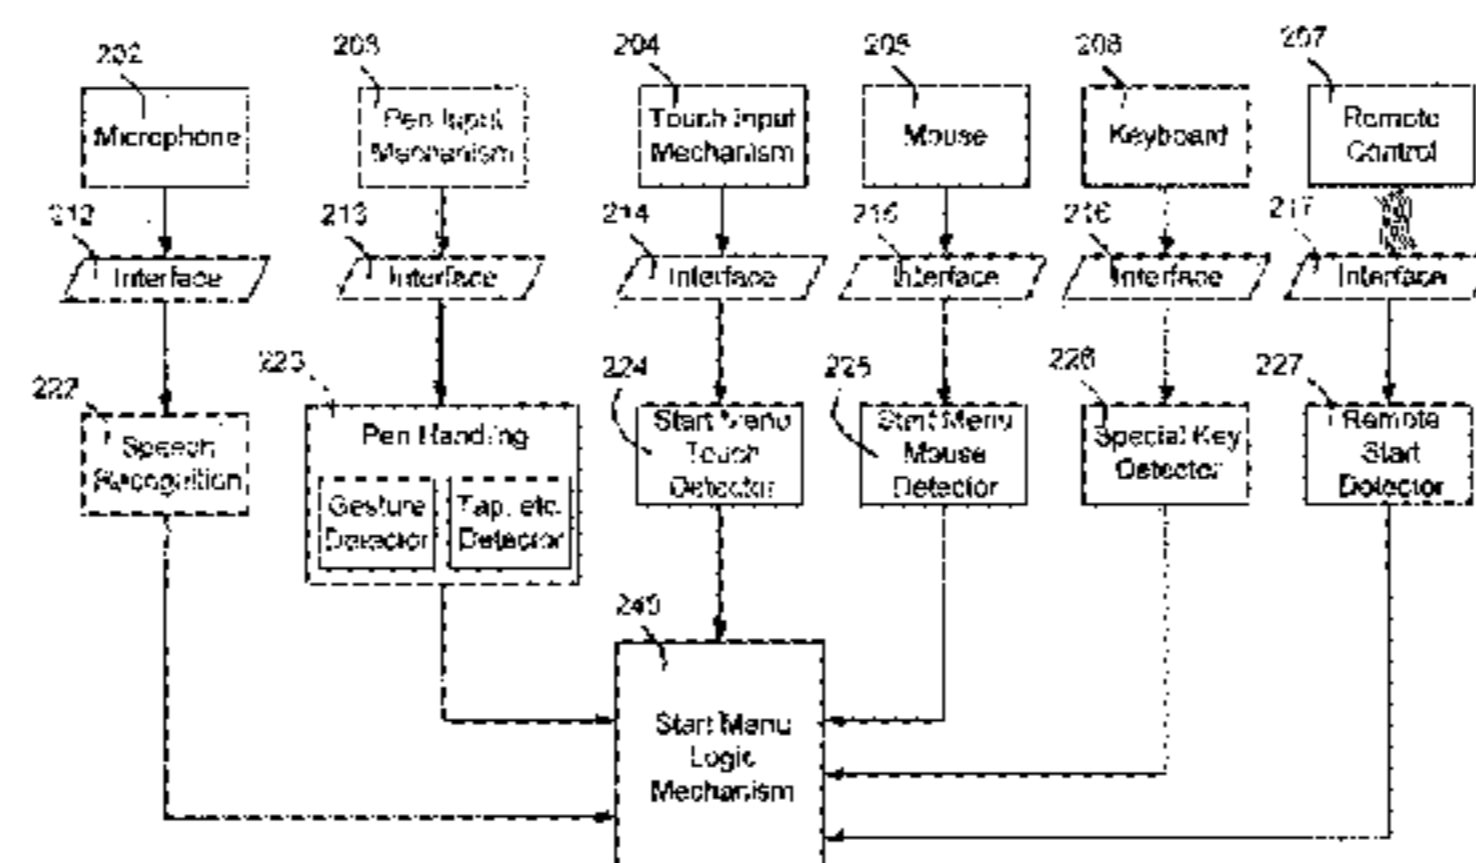 202
203
204
205
206
207
Microphone
Pen Input
Mechanism
Touch Input
Mechanism
Mouse
Keyboard
Remote
Control
212
213
214
215
216
217
Interface
Interface
Interface
Interface
Interface
Interface
222
223
224
225
226
227
Speech
Recognition
Pen Handling
Gesture
Detector
Tap, etc.
Detector
Start Menu
Touch
Detector
Start Menu
Mouse
Detector
Special Key
Detector
Remote
Start
Detector
240
Start Menu
Logic
Mechanism